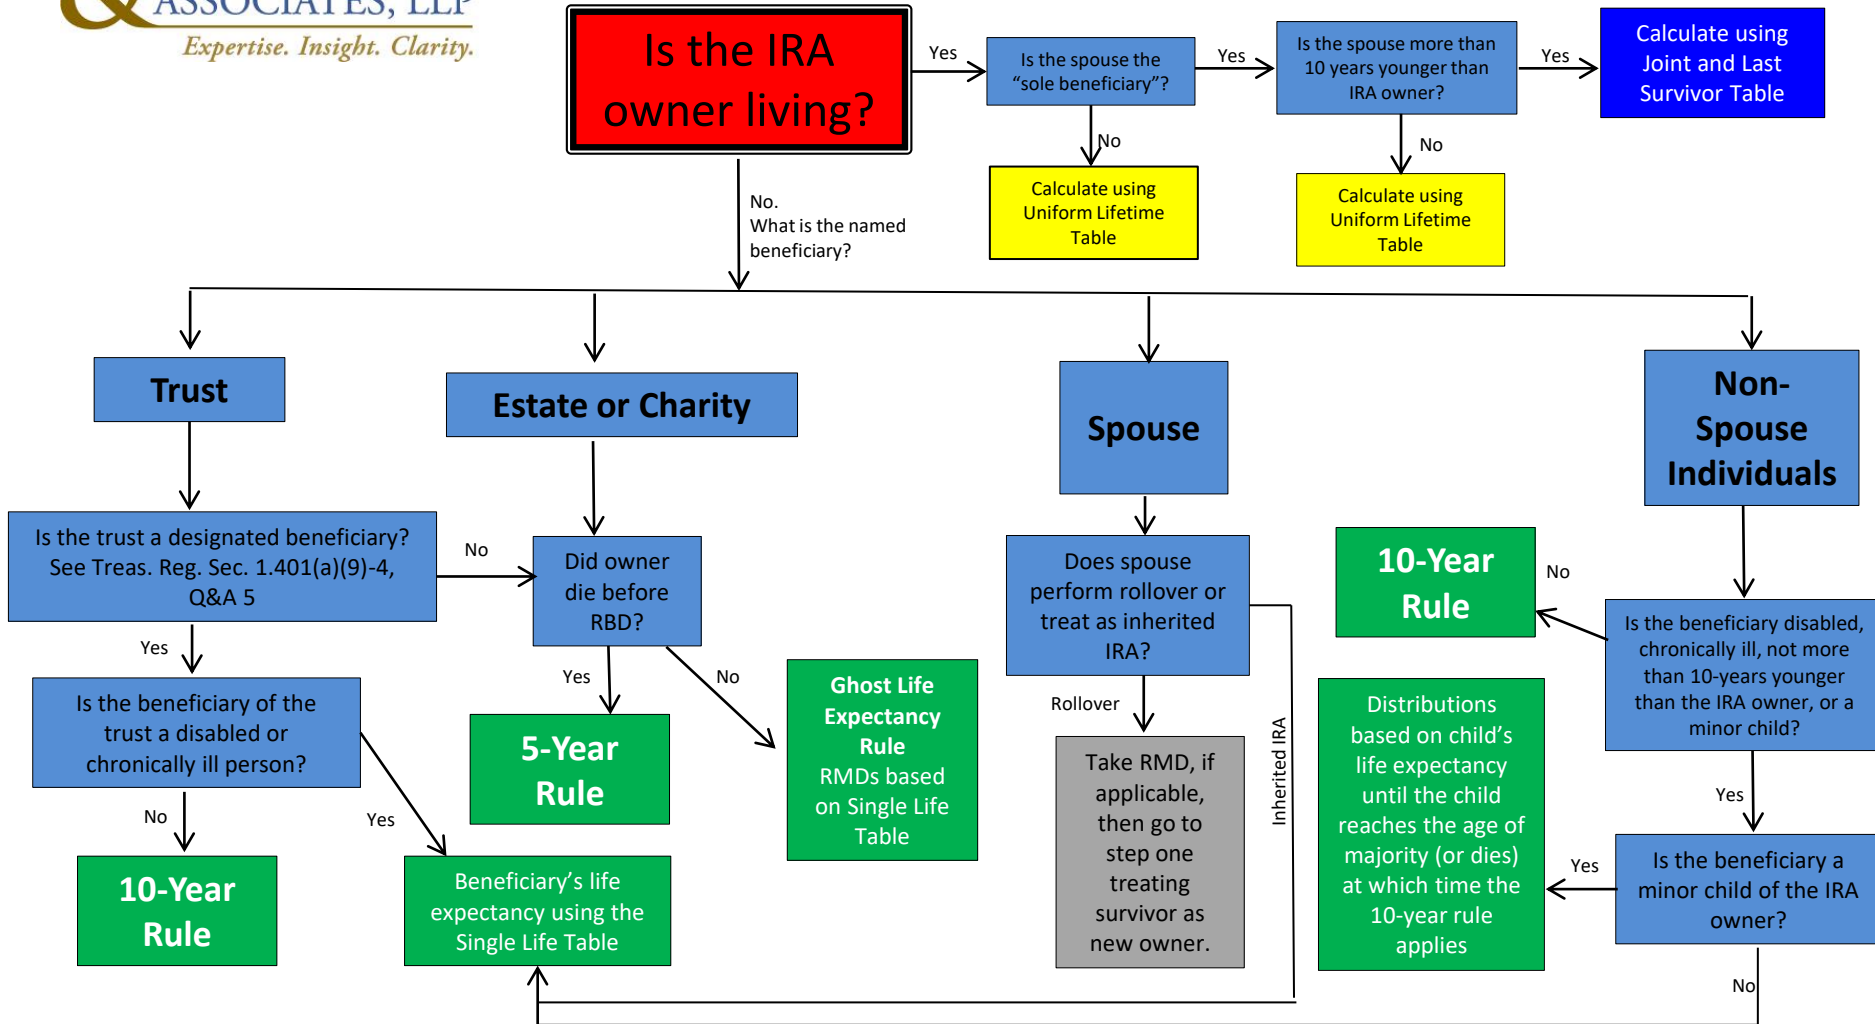 & ASSOCIATES, LLP
Expertise. Insight. Clarity.
Is the IRA
owner living?
Yes
Is the spouse the
“sole beneficiary”?
Yes
Is the spouse more than
10 years younger than
IRA owner?
Yes
Calculate using
Joint and Last
Survivor Table
No
Calculate using
Uniform Lifetime
Table
No
Calculate using
Uniform Lifetime
Table
No.
What is the named
beneficiary?
Trust
Estate or Charity
Spouse
Non-
Spouse
Individuals
Is the trust a designated beneficiary?
See Treas. Reg. Sec. 1.401(a)(9)-4,
Q&A 5
No
Did owner
die before
RBD?
Does spouse
perform rollover or
treat as inherited
IRA?
10-Year
Rule
No
Is the beneficiary disabled,
chronically ill, not more
than 10-years younger
than the IRA owner, or a
minor child?
Yes
Is the beneficiary of the
trust a disabled or
chronically ill person?
Yes
5-Year
Rule
No
Ghost Life
Expectancy
Rule
RMDs based
on Single Life
Table
Rollover
Take RMD, if
applicable,
then go to
step one
treating
survivor as
new owner.
Inherited IRA
Distributions
based on child’s
life expectancy
until the child
reaches the age of
majority (or dies)
at which time the
10-year rule
applies
Yes
Yes
Is the beneficiary a
minor child of the IRA
owner?
No
No
10-Year
Rule
Yes
Beneficiary’s life
expectancy using the
Single Life Table